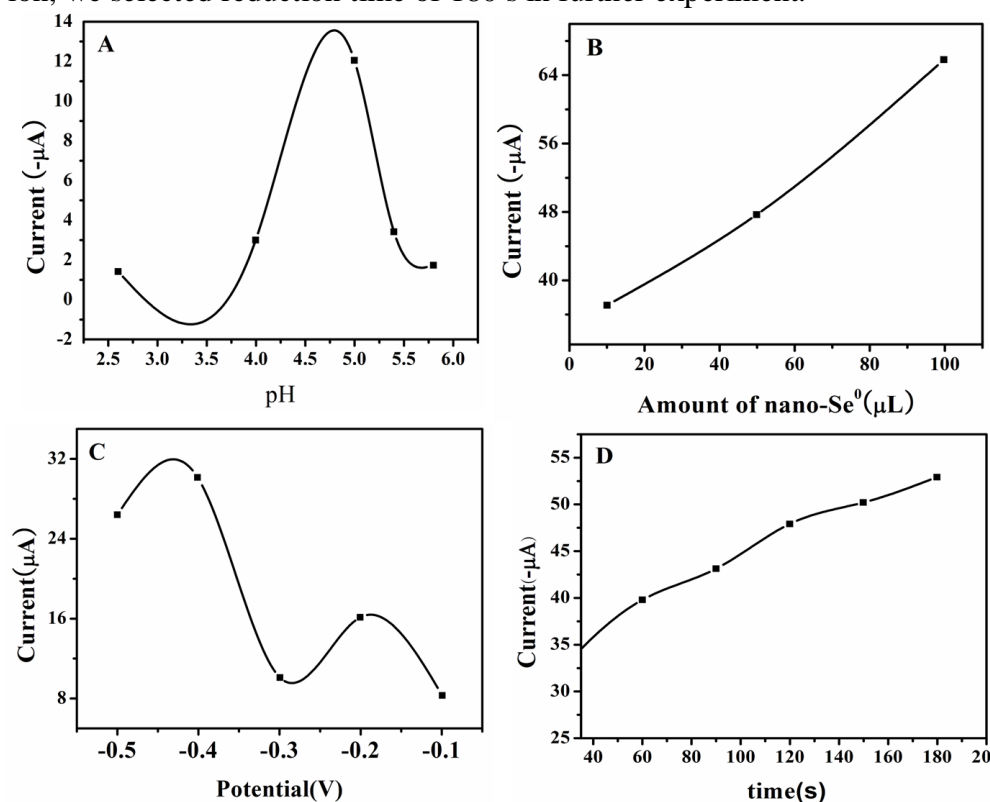 ion, we selected reduction time of 180 s in further experiment.
A
Current (-μA)
14
12
10
8
6
4
2
0
-2
2.5 3.0 3.5 4.0 4.5 5.0 5.5 6.0
pH
B
Current (-μA)
64
56
48
40
0 20 40 60 80 100
Amount of nano-Se⁰(μL)
C
Current(μA)
32
24
16
8
-0.5 -0.4 -0.3 -0.2 -0.1
Potential(V)
D
Current(-μA)
55
50
45
40
35
30
25
40 60 80 100 120 140 160 180 20
time(s)